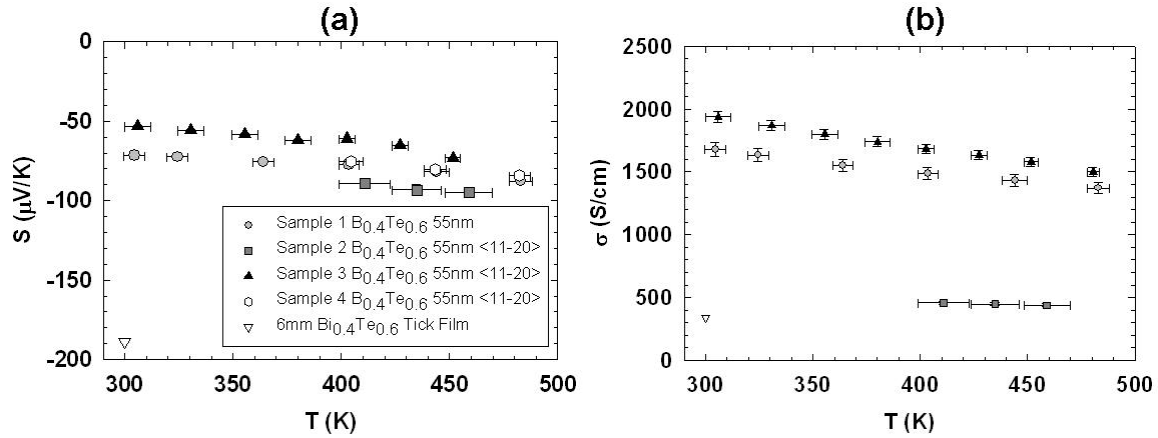 (a)
0
-50
-100
-150
-200
S (μV/K)
Sample 1 B0.4Te0.6 55nm
Sample 2 B0.4Te0.6 55nm <11-20>
Sample 3 B0.4Te0.6 55nm <11-20>
Sample 4 B0.4Te0.6 55nm <11-20>
6mm Bi0.4Te0.6 Tick Film
300 350 400 450 500
T (K)
(b)
2500
2000
1500
1000
500
0
σ (S/cm)
300 350 400 450 500
T (K)